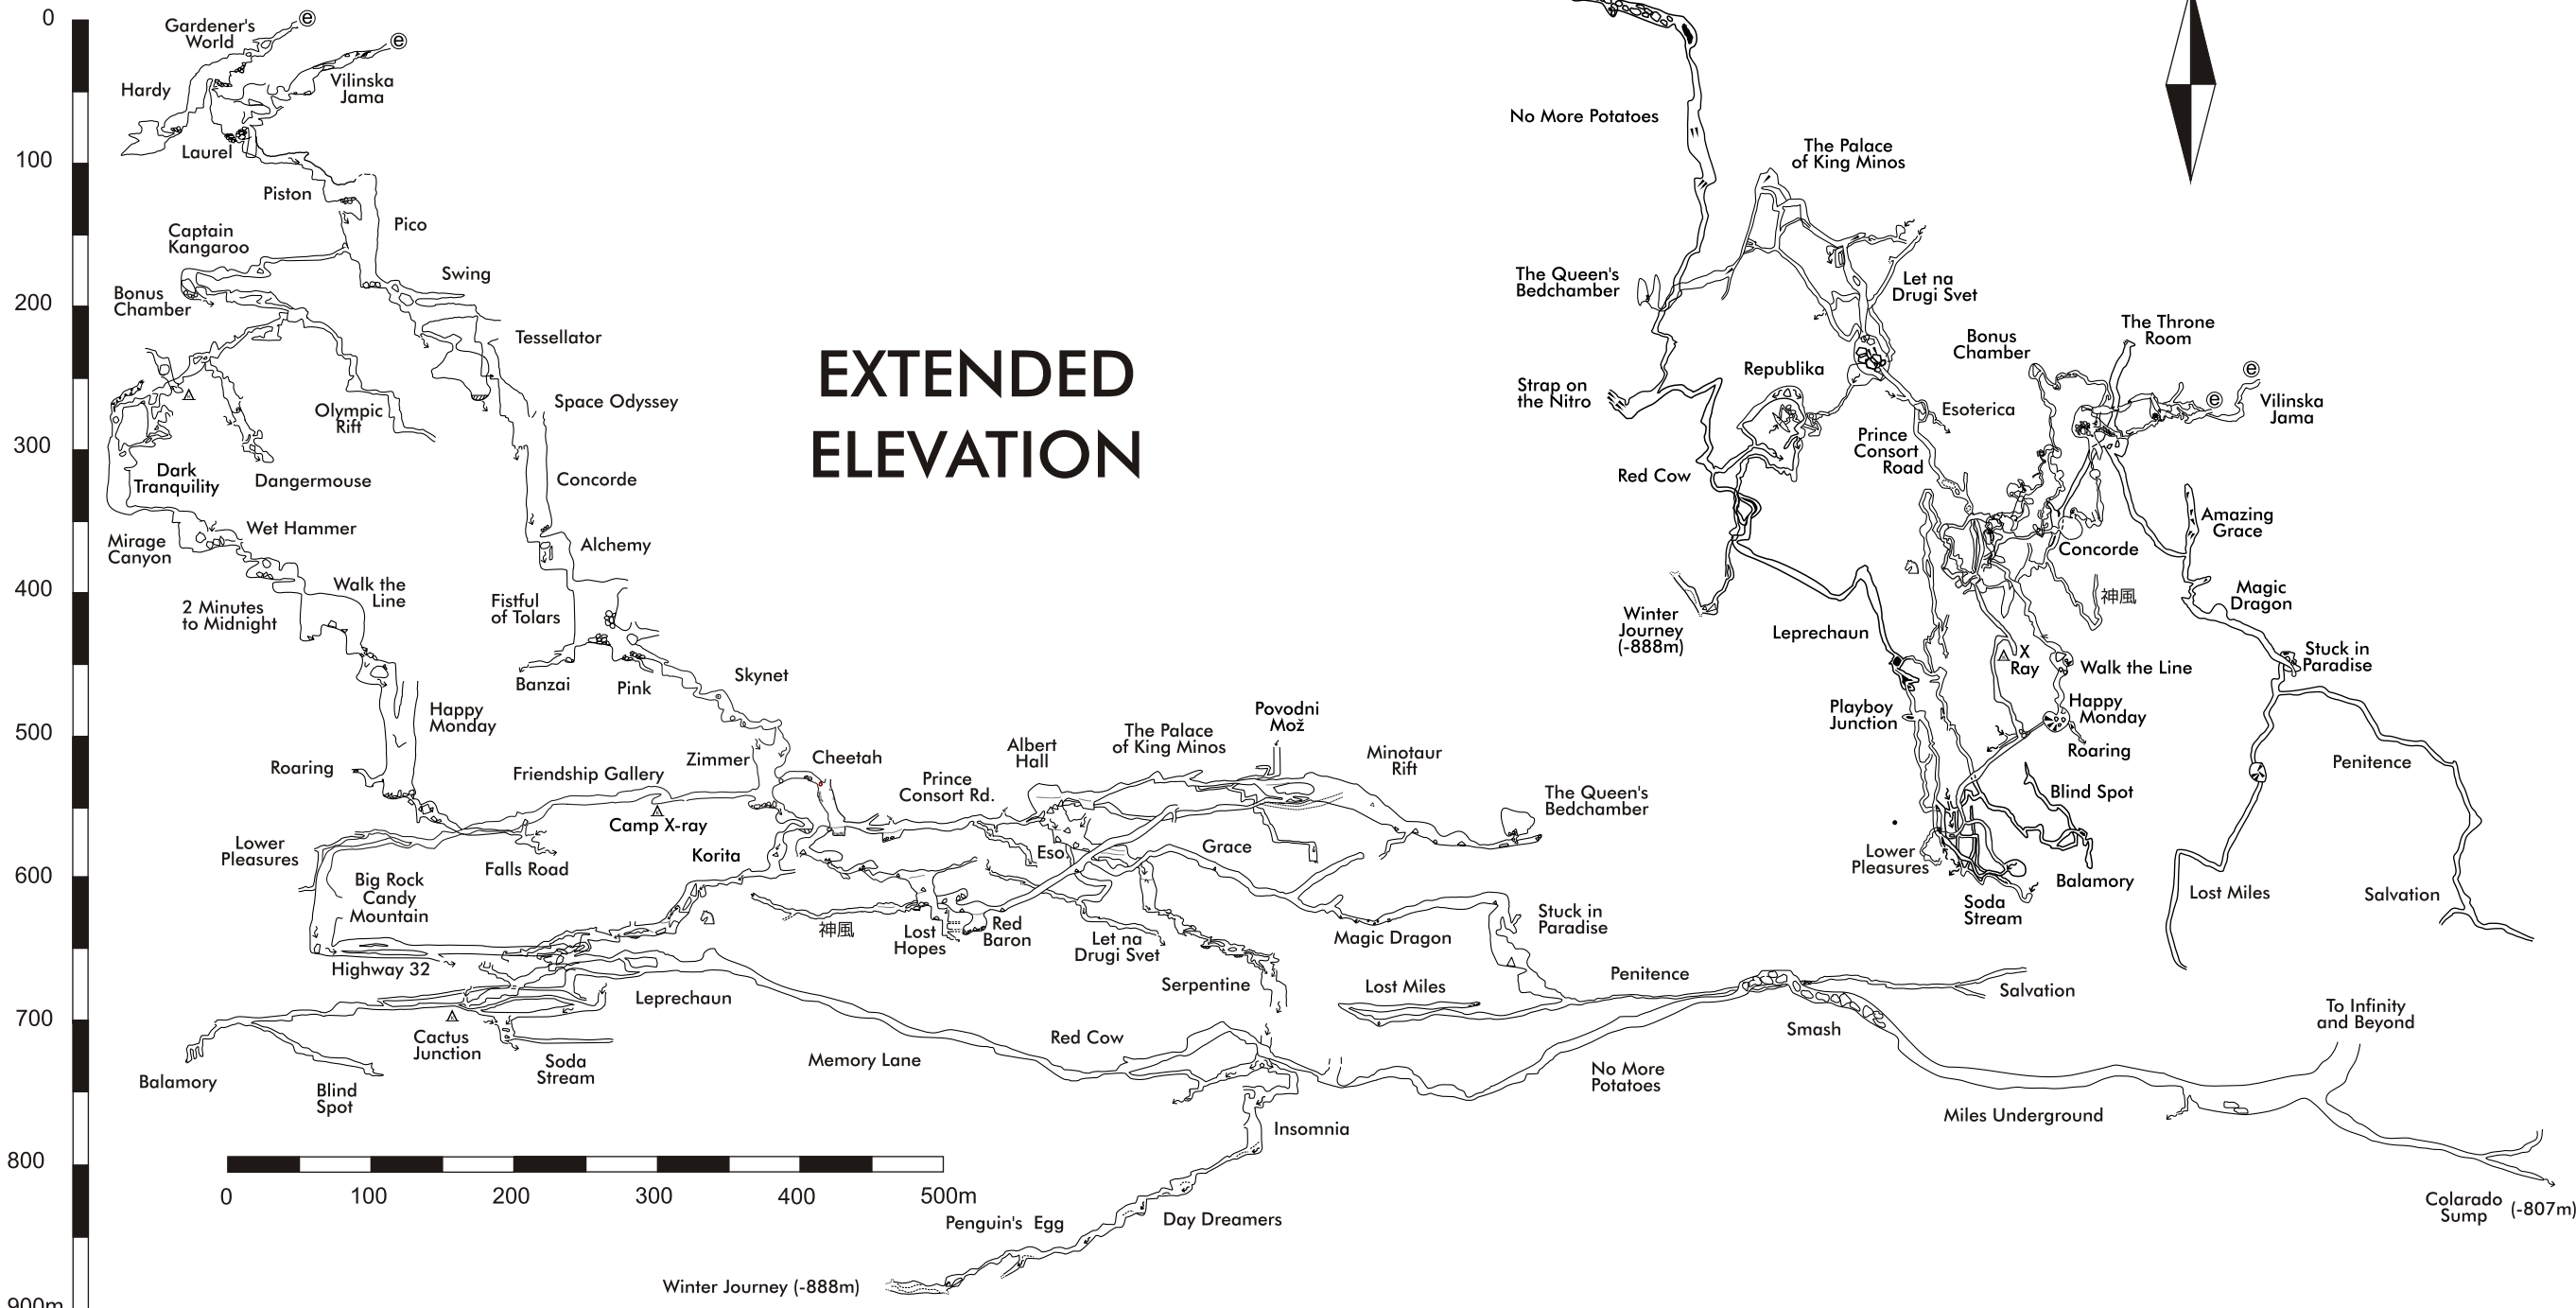 EXTENDED
ELEVATION
0
100
200
300
400
500
600
700
800
900m
Gardener's
World
Hardy
Vilinska
Jama
Laurel
Piston
Pico
Captain
Kangaroo
Swing
Bonus
Chamber
Tessellator
Space Odyssey
Olympic
Rift
Dark
Tranquility
Dangermouse
Concorde
Mirage
Canyon
Wet Hammer
Alchemy
2 Minutes
to Midnight
Walk the
Line
Fistful
of Tolars
Banzai
Pink
Skynet
Happy
Monday
Roaring
Friendship Gallery
Zimmer
Cheetah
Camp X-ray
Prince
Consort Rd.
Albert
Hall
The Palace
of King Minos
Povodni
Mož
Minotaur
Rift
The Queen's
Bedchamber
Lower
Pleasures
Falls Road
Korita
Eso
Grace
Big Rock
Candy
Mountain
神風
Lost
Hopes
Red
Baron
Let na
Drugi Svet
Magic Dragon
Stuck in
Paradise
Highway 32
Leprechaun
Serpentine
Lost Miles
Penitence
Salvation
Cactus
Junction
Soda
Stream
Balamory
Blind
Spot
Memory Lane
Red Cow
No More
Potatoes
Smash
To Infinity
and Beyond
Miles Underground
Insomnia
Colarado
Sump
(-807m)
Penguin's Egg
Day Dreamers
Winter Journey (-888m)
0
100
200
300
400
500m
No More Potatoes
The Palace
of King Minos
The Queen's
Bedchamber
Let na
Drugi Svet
Strap on
the Nitro
Republika
Bonus
Chamber
The Throne
Room
e
e
e
e
Vilinska
Jama
Esoterica
Prince
Consort
Road
Red Cow
Amazing
Grace
Concorde
神風
Magic
Dragon
Winter
Journey
(-888m)
Leprechaun
X
Ray
Walk the Line
Stuck in
Paradise
Playboy
Junction
Happy
Monday
Roaring
Penitence
Blind Spot
Lower
Pleasures
Balamory
Soda
Stream
Lost Miles
Salvation